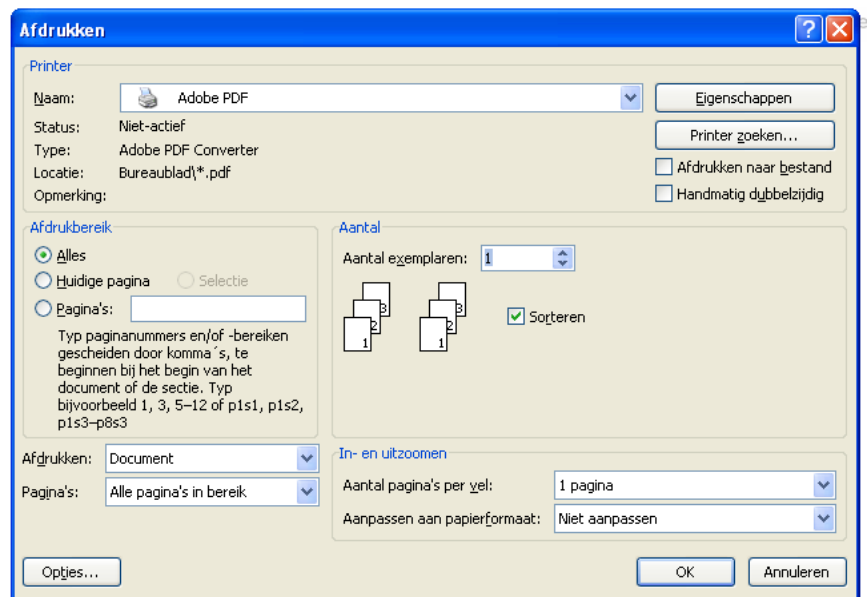 Afdrukken
Printer
Naam: Adobe PDF
Eigenschappen
Status: Niet-actief
Printer zoeken...
Type: Adobe PDF Converter
Afdrukken naar bestand
Locatie: Bureaublad\*.pdf
Handmatig dubbelzijdig
Opmerking:
Afdrukbereik
Alles
Huidige pagina Selectie
Pagina's:
Typ paginanummers en/of -bereiken
gescheiden door komma´s, te
beginnen bij het begin van het
document of de sectie. Typ
bijvoorbeeld 1, 3, 5–12 of p1s1, p1s2,
p1s3–p8s3
Aantal
Aantal exemplaren: 1
3 3
2 2
1 1
Sorteren
Afdrukken: Document
Pagina's: Alle pagina's in bereik
In- en uitzoomen
Aantal pagina's per vel: 1 pagina
Aanpassen aan papierformaat: Niet aanpassen
Opties...
OK
Annuleren